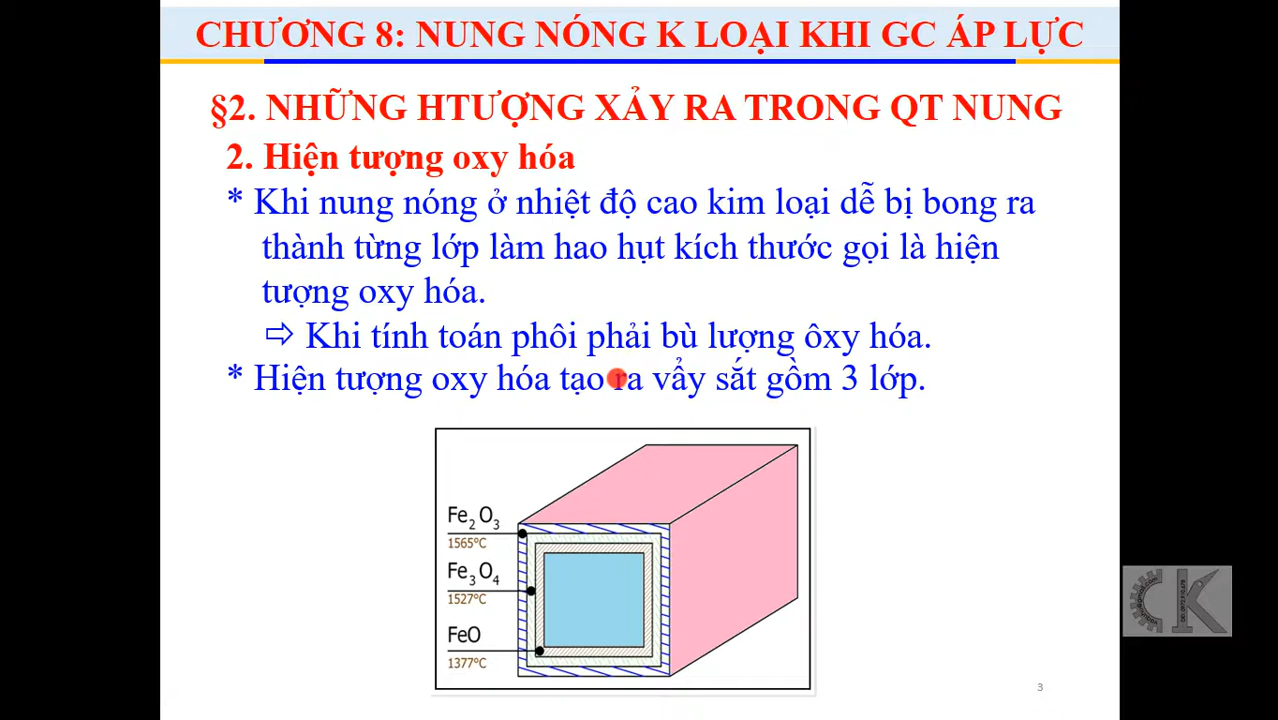 CHƯƠNG 8: NUNG NÓNG K LOẠI KHI GC ÁP LỰC
§2. NHỮNG HTƯỢNG XẢY RA TRONG QT NUNG
2. Hiện tượng oxy hóa
* Khi nung nóng ở nhiệt độ cao kim loại dễ bị bong ra
thành từng lớp làm hao hụt kích thước gọi là hiện
tượng oxy hóa.
⇨ Khi tính toán phôi phải bù lượng ôxy hóa.
* Hiện tượng oxy hóa tạo ra vẩy sắt gồm 3 lớp.
Fe2O3
1565°C
Fe3O4
1527°C
FeO
1377°C
3